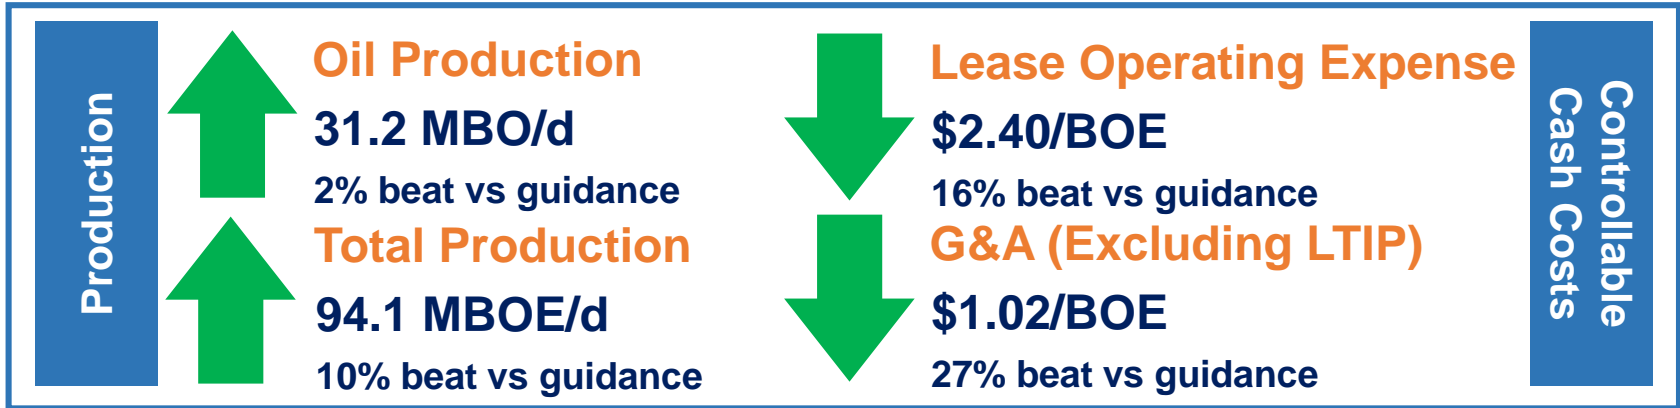 Production
Oil Production
31.2 MBO/d
2% beat vs guidance
Total Production
94.1 MBOE/d
10% beat vs guidance
Lease Operating Expense
$2.40/BOE
16% beat vs guidance
G&A (Excluding LTIP)
$1.02/BOE
27% beat vs guidance
Controllable
Cash Costs